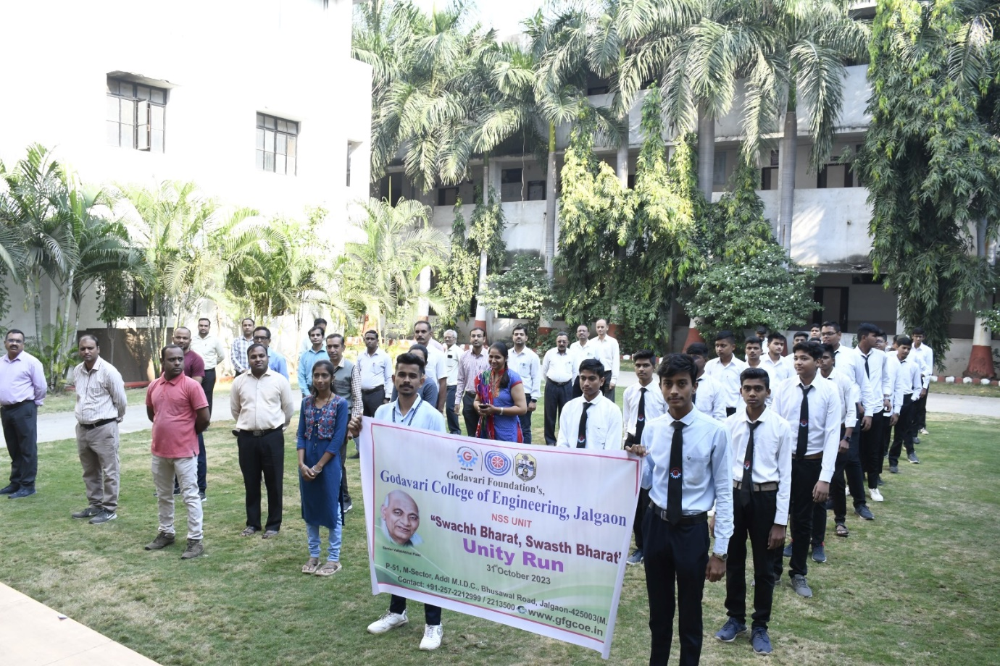 Godavari Foundation's,
Godavari College of Engineering, Jalgaon
NSS UNIT
"Swachh Bharat, Swasth Bharat"
Unity Run
31st October 2023
Sardar Vallabhbhai Patel
P-51, M-Sector, Addl M.I.D.C., Bhusawal Road, Jalgaon-425003(M.
Contact: +91-257-2212999 / 2213500 www.gfgcoe.in